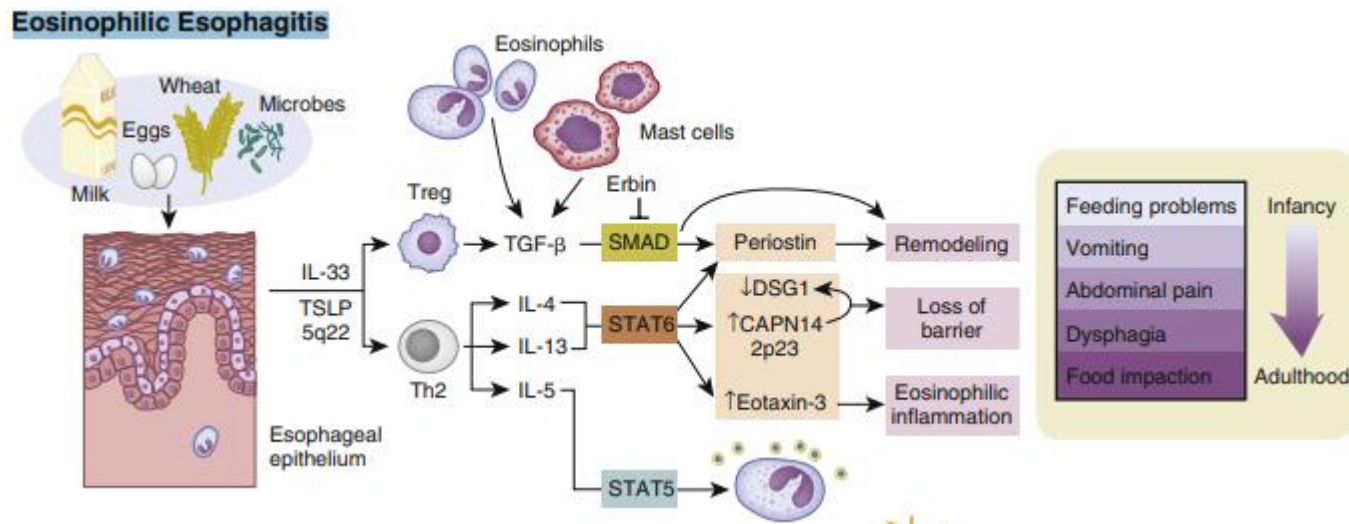 Eosinophilic Esophagitis
Milk
Eggs
Wheat
Microbes
Esophageal
epithelium
IL-33
TSLP
5q22
Eosinophils
Mast cells
Treg
Th2
TGF-β
IL-4
IL-13
IL-5
Erbin
SMAD
STAT6
STAT5
Periostin
↓DSG1
↑CAPN14
2p23
↑Eotaxin-3
Remodeling
Loss of
barrier
Eosinophilic
inflammation
Feeding problems
Vomiting
Abdominal pain
Dysphagia
Food impaction
Infancy
Adulthood